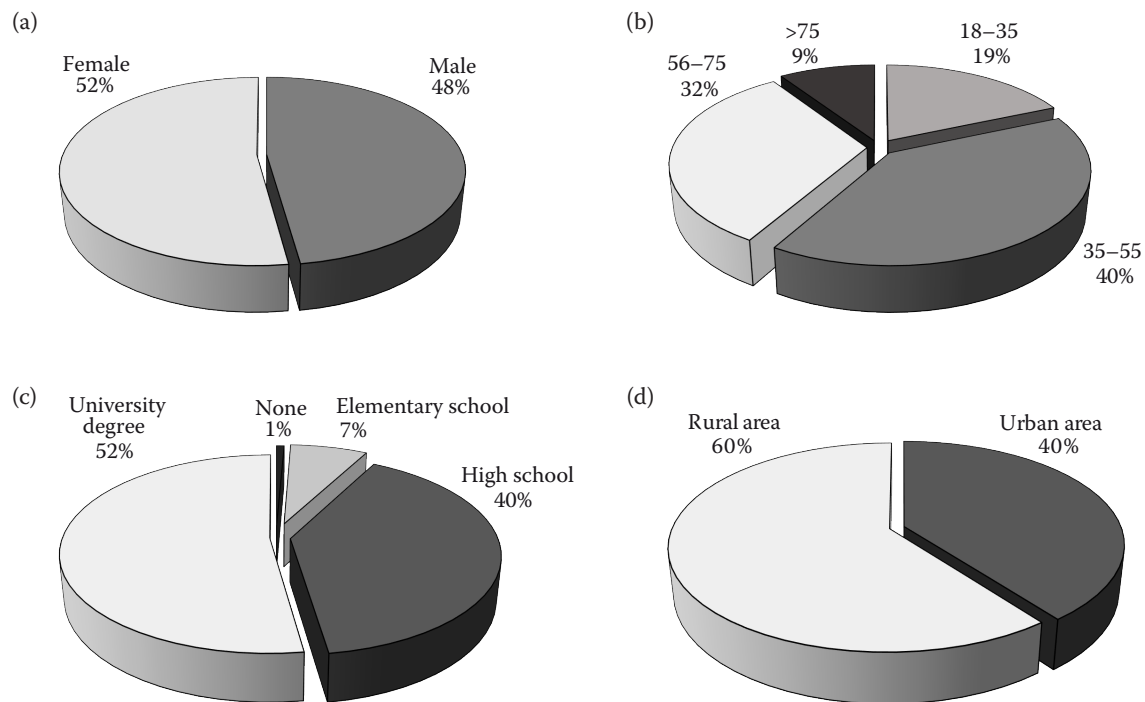 (a)
Female
52%
Male
48%
(b)
>75
9%
18–35
19%
56–75
32%
35–55
40%
(c)
University
degree
52%
None
1%
Elementary school
7%
High school
40%
(d)
Rural area
60%
Urban area
40%